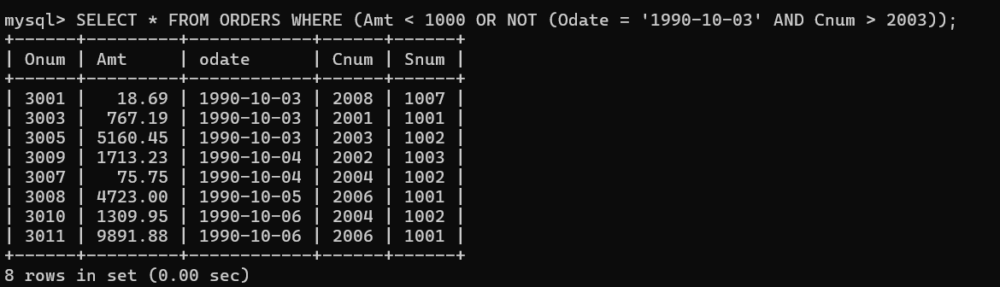 mysql> SELECT * FROM ORDERS WHERE (Amt < 1000 OR NOT (Odate = '1990-10-03' AND Cnum > 2003));
+------+---------+------------+------+------+
| Onum | Amt     | odate      | Cnum | Snum |
+------+---------+------------+------+------+
| 3001 |   18.69 | 1990-10-03 | 2008 | 1007 |
| 3003 |  767.19 | 1990-10-03 | 2001 | 1001 |
| 3005 | 5160.45 | 1990-10-03 | 2003 | 1002 |
| 3009 | 1713.23 | 1990-10-04 | 2002 | 1003 |
| 3007 |   75.75 | 1990-10-04 | 2004 | 1002 |
| 3008 | 4723.00 | 1990-10-05 | 2006 | 1001 |
| 3010 | 1309.95 | 1990-10-06 | 2004 | 1002 |
| 3011 | 9891.88 | 1990-10-06 | 2006 | 1001 |
+------+---------+------------+------+------+
8 rows in set (0.00 sec)